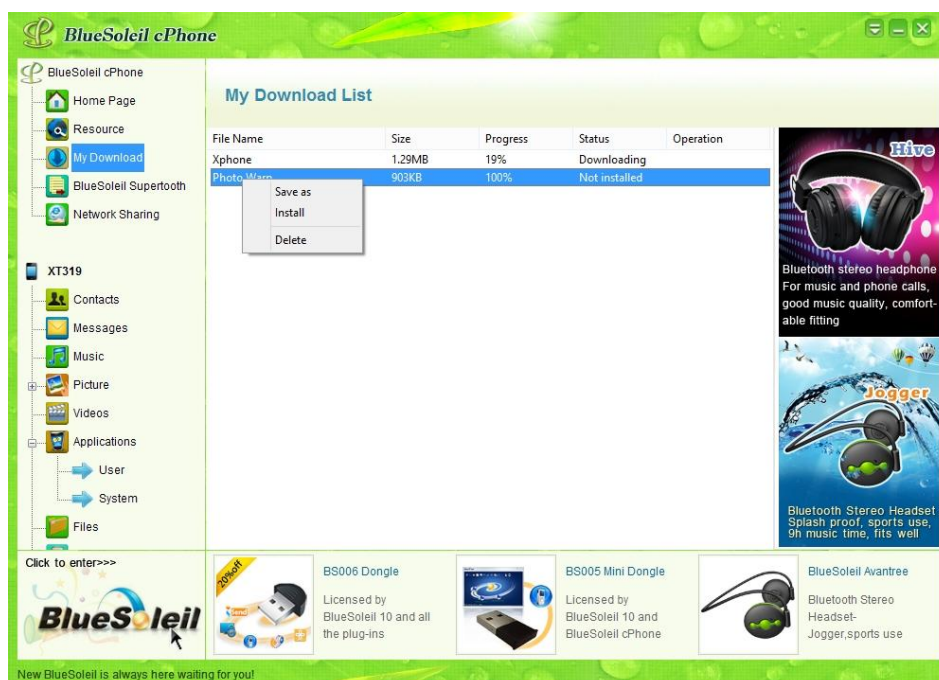 BlueSoleil cPhone
BlueSoleil cPhone
Home Page
Resource
My Download
BlueSoleil Supertooth
Network Sharing
XT319
Contacts
Messages
Music
Picture
Videos
Applications
User
System
Files
Click to enter>>>
BlueSoleil
My Download List
File Name Size Progress Status Operation
Xphone 1.29MB 19% Downloading
Photo Warp 903KB 100% Not installed
Save as
Install
Delete
Hive
Bluetooth stereo headphone
For music and phone calls,
good music quality, comfort-
able fitting
Jogger
Bluetooth Stereo Headset
Splash proof, sports use,
9h music time, fits well
20%off
Send
BS006 Dongle
Licensed by
BlueSoleil 10 and all
the plug-ins
BS005 Mini Dongle
Licensed by
BlueSoleil 10 and
BlueSoleil cPhone
BlueSoleil Avantree
Bluetooth Stereo
Headset-
Jogger,sports use
New BlueSoleil is always here waiting for you!